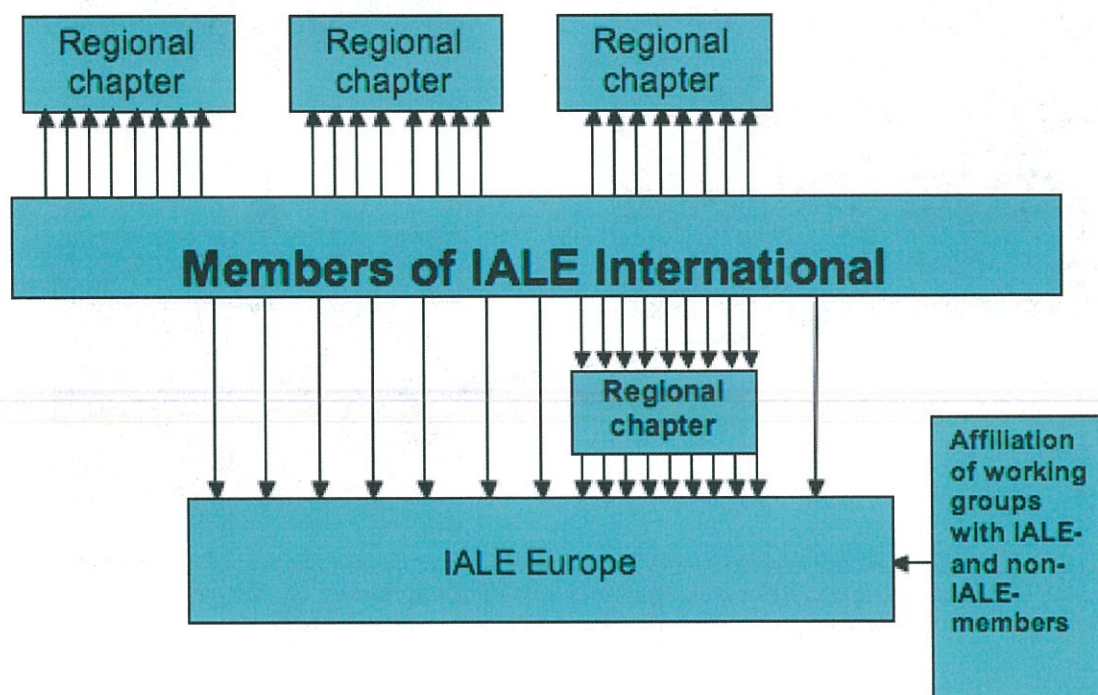 Regional
chapter
Regional
chapter
Regional
chapter
Members of IALE International
Regional
chapter
IALE Europe
Affiliation
of working
groups
with IALE-
and non-
IALE-
members